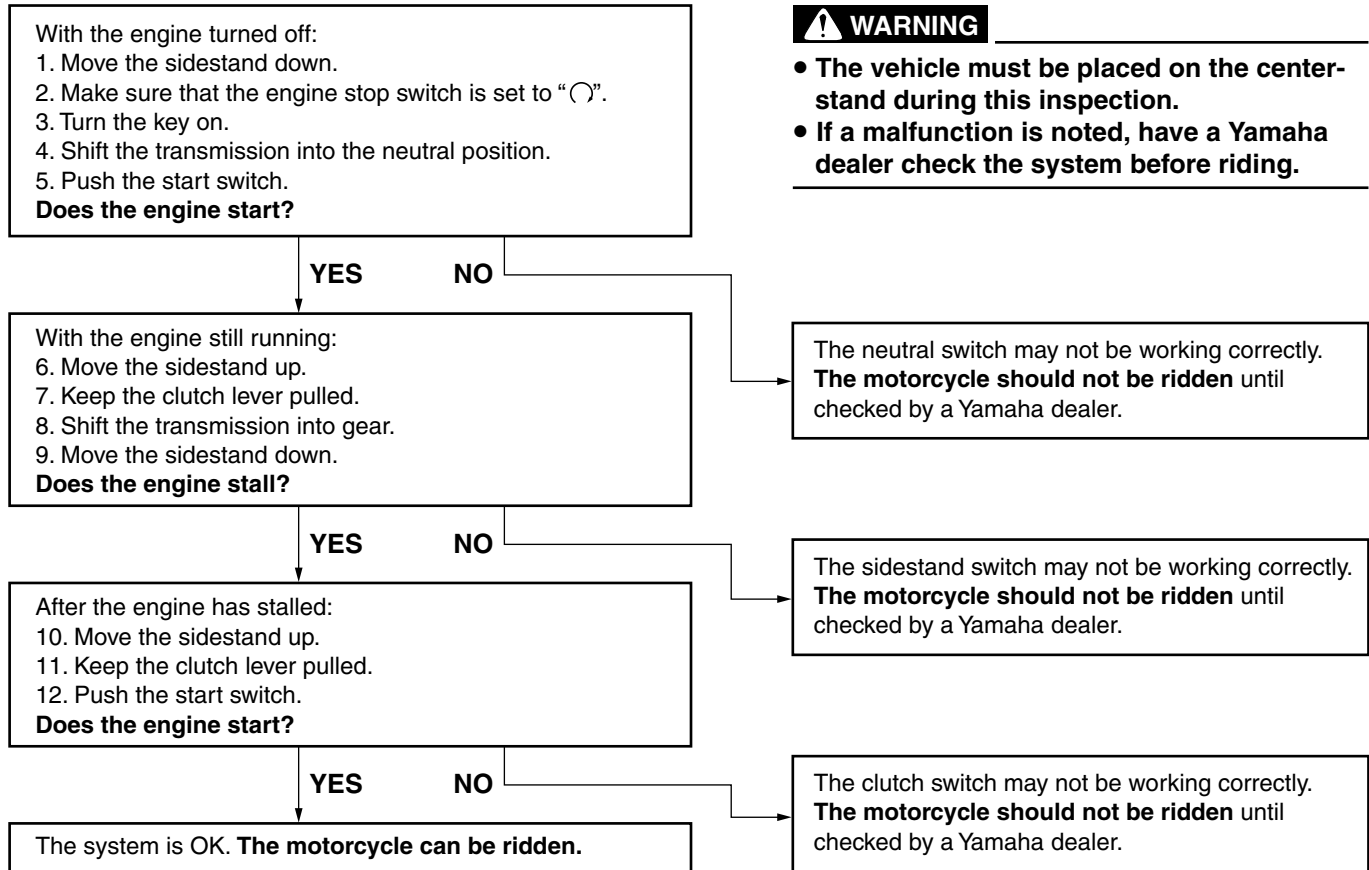 With the engine turned off:
1. Move the sidestand down.
2. Make sure that the engine stop switch is set to “○”.
3. Turn the key on.
4. Shift the transmission into the neutral position.
5. Push the start switch.
Does the engine start?
WARNING
● The vehicle must be placed on the center-
stand during this inspection.
● If a malfunction is noted, have a Yamaha
dealer check the system before riding.
YES NO
The neutral switch may not be working correctly.
The motorcycle should not be ridden until
checked by a Yamaha dealer.
With the engine still running:
6. Move the sidestand up.
7. Keep the clutch lever pulled.
8. Shift the transmission into gear.
9. Move the sidestand down.
Does the engine stall?
YES NO
The sidestand switch may not be working correctly.
The motorcycle should not be ridden until
checked by a Yamaha dealer.
After the engine has stalled:
10. Move the sidestand up.
11. Keep the clutch lever pulled.
12. Push the start switch.
Does the engine start?
YES NO
The clutch switch may not be working correctly.
The motorcycle should not be ridden until
checked by a Yamaha dealer.
The system is OK. The motorcycle can be ridden.